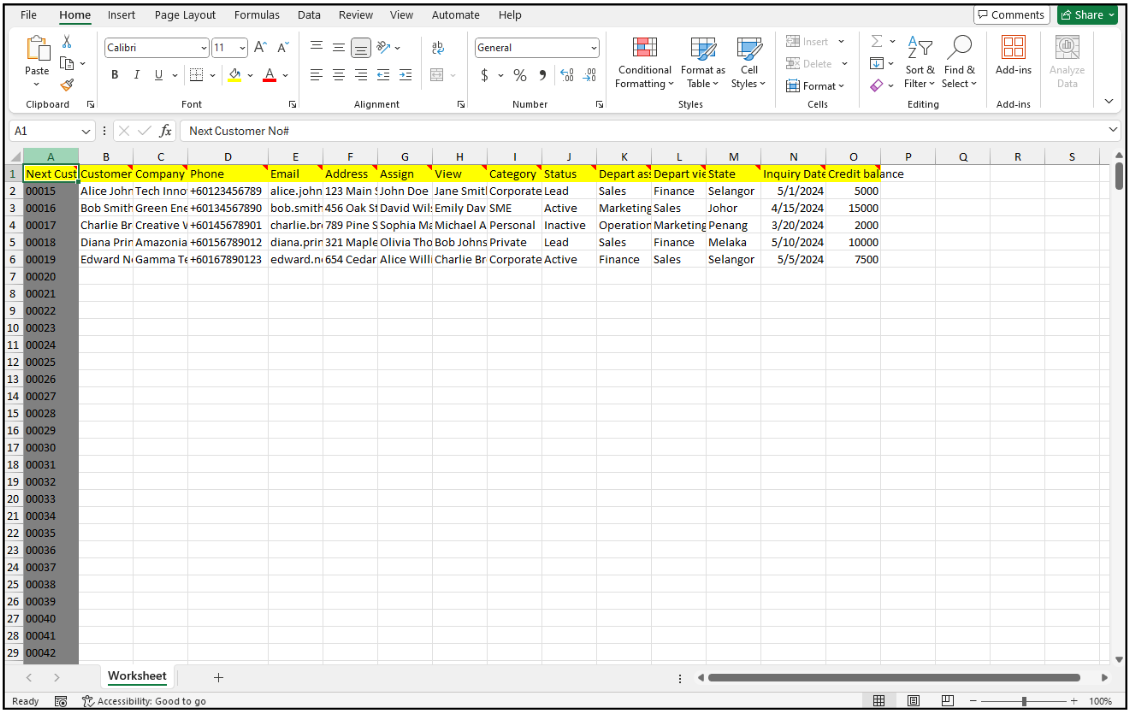 File Home Insert Page Layout Formulas Data Review View Automate Help Comments Share
Calibri 11 A A ab General Insert Σ A Z
Paste B I U A $ % 9 .00 .00 Conditional Formatting Format as Table Cell Styles Delete Format Sort & Filter Find & Select Add-ins Analyze Data
Clipboard Font Alignment Number Styles Cells Editing Add-ins
A1 fx Next Customer No#
A B C D E F G H I J K L M N O P Q R S
1 Next Cust Customer Company Phone Email Address Assign View Category Status Depart as Depart vie State Inquiry Date Credit balance
2 00015 Alice John Tech Inno +60123456789 alice.john 123 Main S John Doe Jane Smitl Corporate Lead Sales Finance Selangor 5/1/2024 5000
3 00016 Bob Smith Green Ene +60134567890 bob.smith 456 Oak St David Wil Emily Dav SME Active Marketing Sales Johor 4/15/2024 15000
4 00017 Charlie Br Creative V +60145678901 charlie.br 789 Pine S Sophia Ma Michael A Personal Inactive Operation Marketing Penang 3/20/2024 2000
5 00018 Diana Prin Amazonia +60156789012 diana.prin 321 Maple Olivia Tho Bob Johns Private Lead Sales Finance Melaka 5/10/2024 10000
6 00019 Edward N Gamma Te +60167890123 edward.n 654 Cedar Alice Willi Charlie Br Corporate Active Finance Sales Selangor 5/5/2024 7500
7 00020
8 00021
9 00022
10 00023
11 00024
12 00025
13 00026
14 00027
15 00028
16 00029
17 00030
18 00031
19 00032
20 00033
21 00034
22 00035
23 00036
24 00037
25 00038
26 00039
27 00040
28 00041
29 00042
Worksheet
Ready Accessibility: Good to go 100%